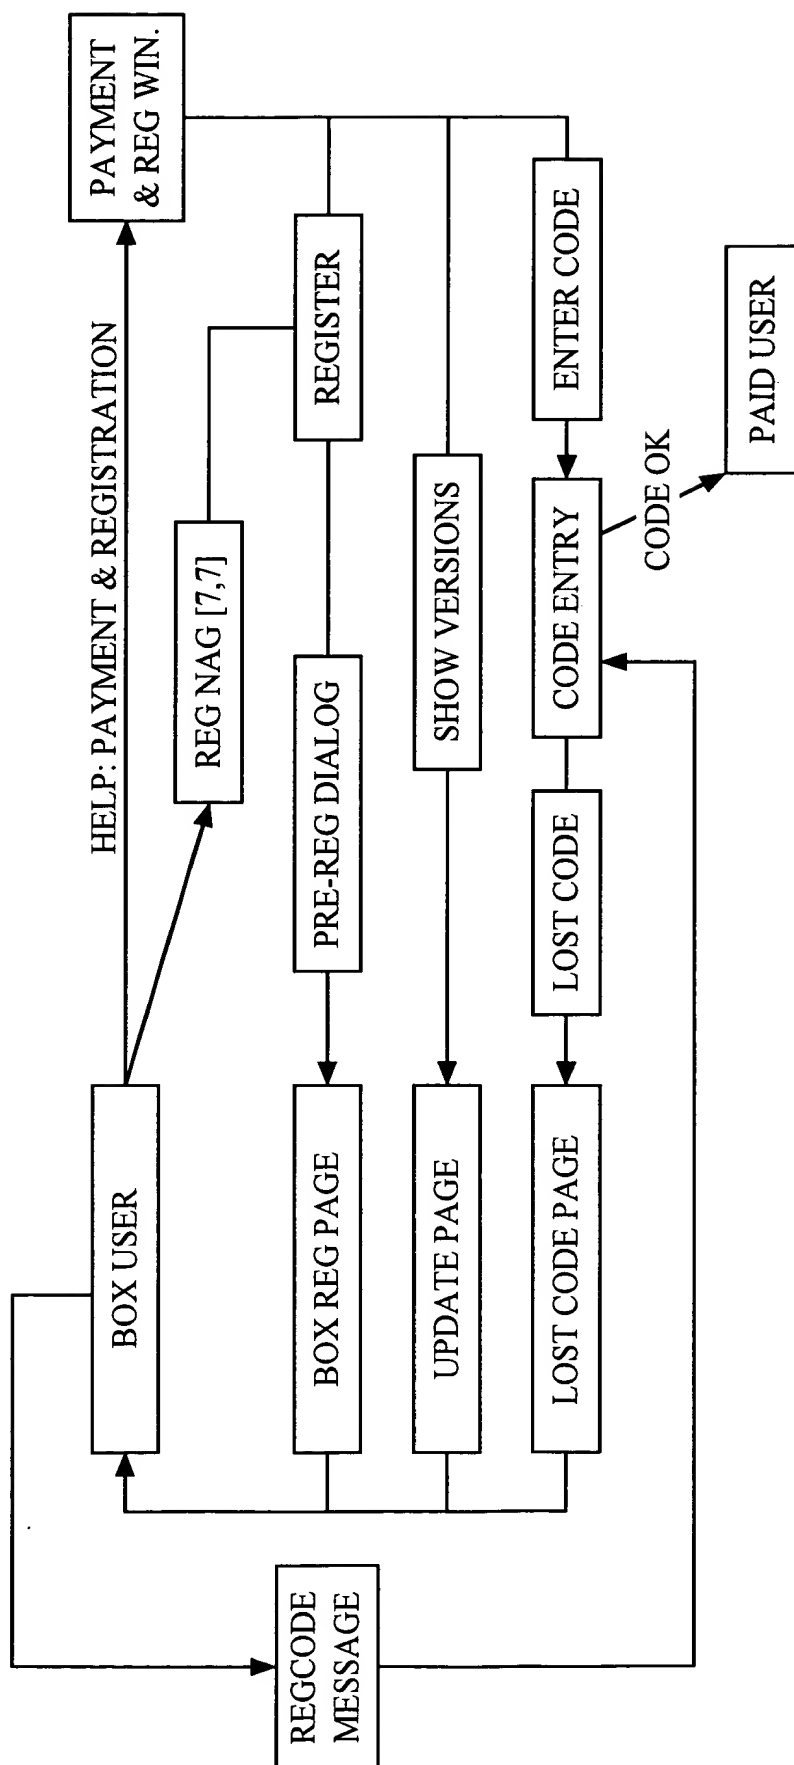 HELP: PAYMENT & REGISTRATION
PAYMENT
& REG WIN.
BOX USER
REG NAG [7,7]
REGCODE
MESSAGE
BOX REG PAGE
PRE-REG DIALOG
REGISTER
UPDATE PAGE
SHOW VERSIONS
LOST CODE PAGE
LOST CODE
CODE ENTRY
ENTER CODE
CODE OK
PAID USER